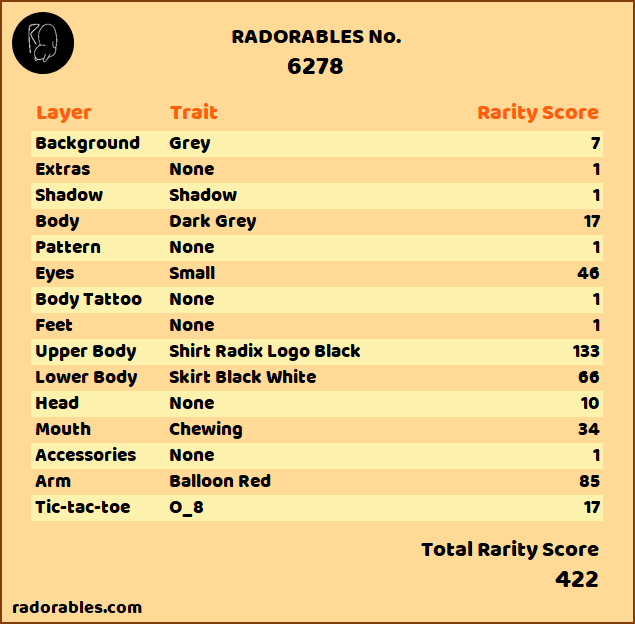 RADORABLES No.
6278
Layer Trait Rarity Score
Background Grey 7
Extras None 1
Shadow Shadow 1
Body Dark Grey 17
Pattern None 1
Eyes Small 46
Body Tattoo None 1
Feet None 1
Upper Body Shirt Radix Logo Black 133
Lower Body Skirt Black White 66
Head None 10
Mouth Chewing 34
Accessories None 1
Arm Balloon Red 85
Tic-tac-toe O_8 17
Total Rarity Score
422
radorables.com